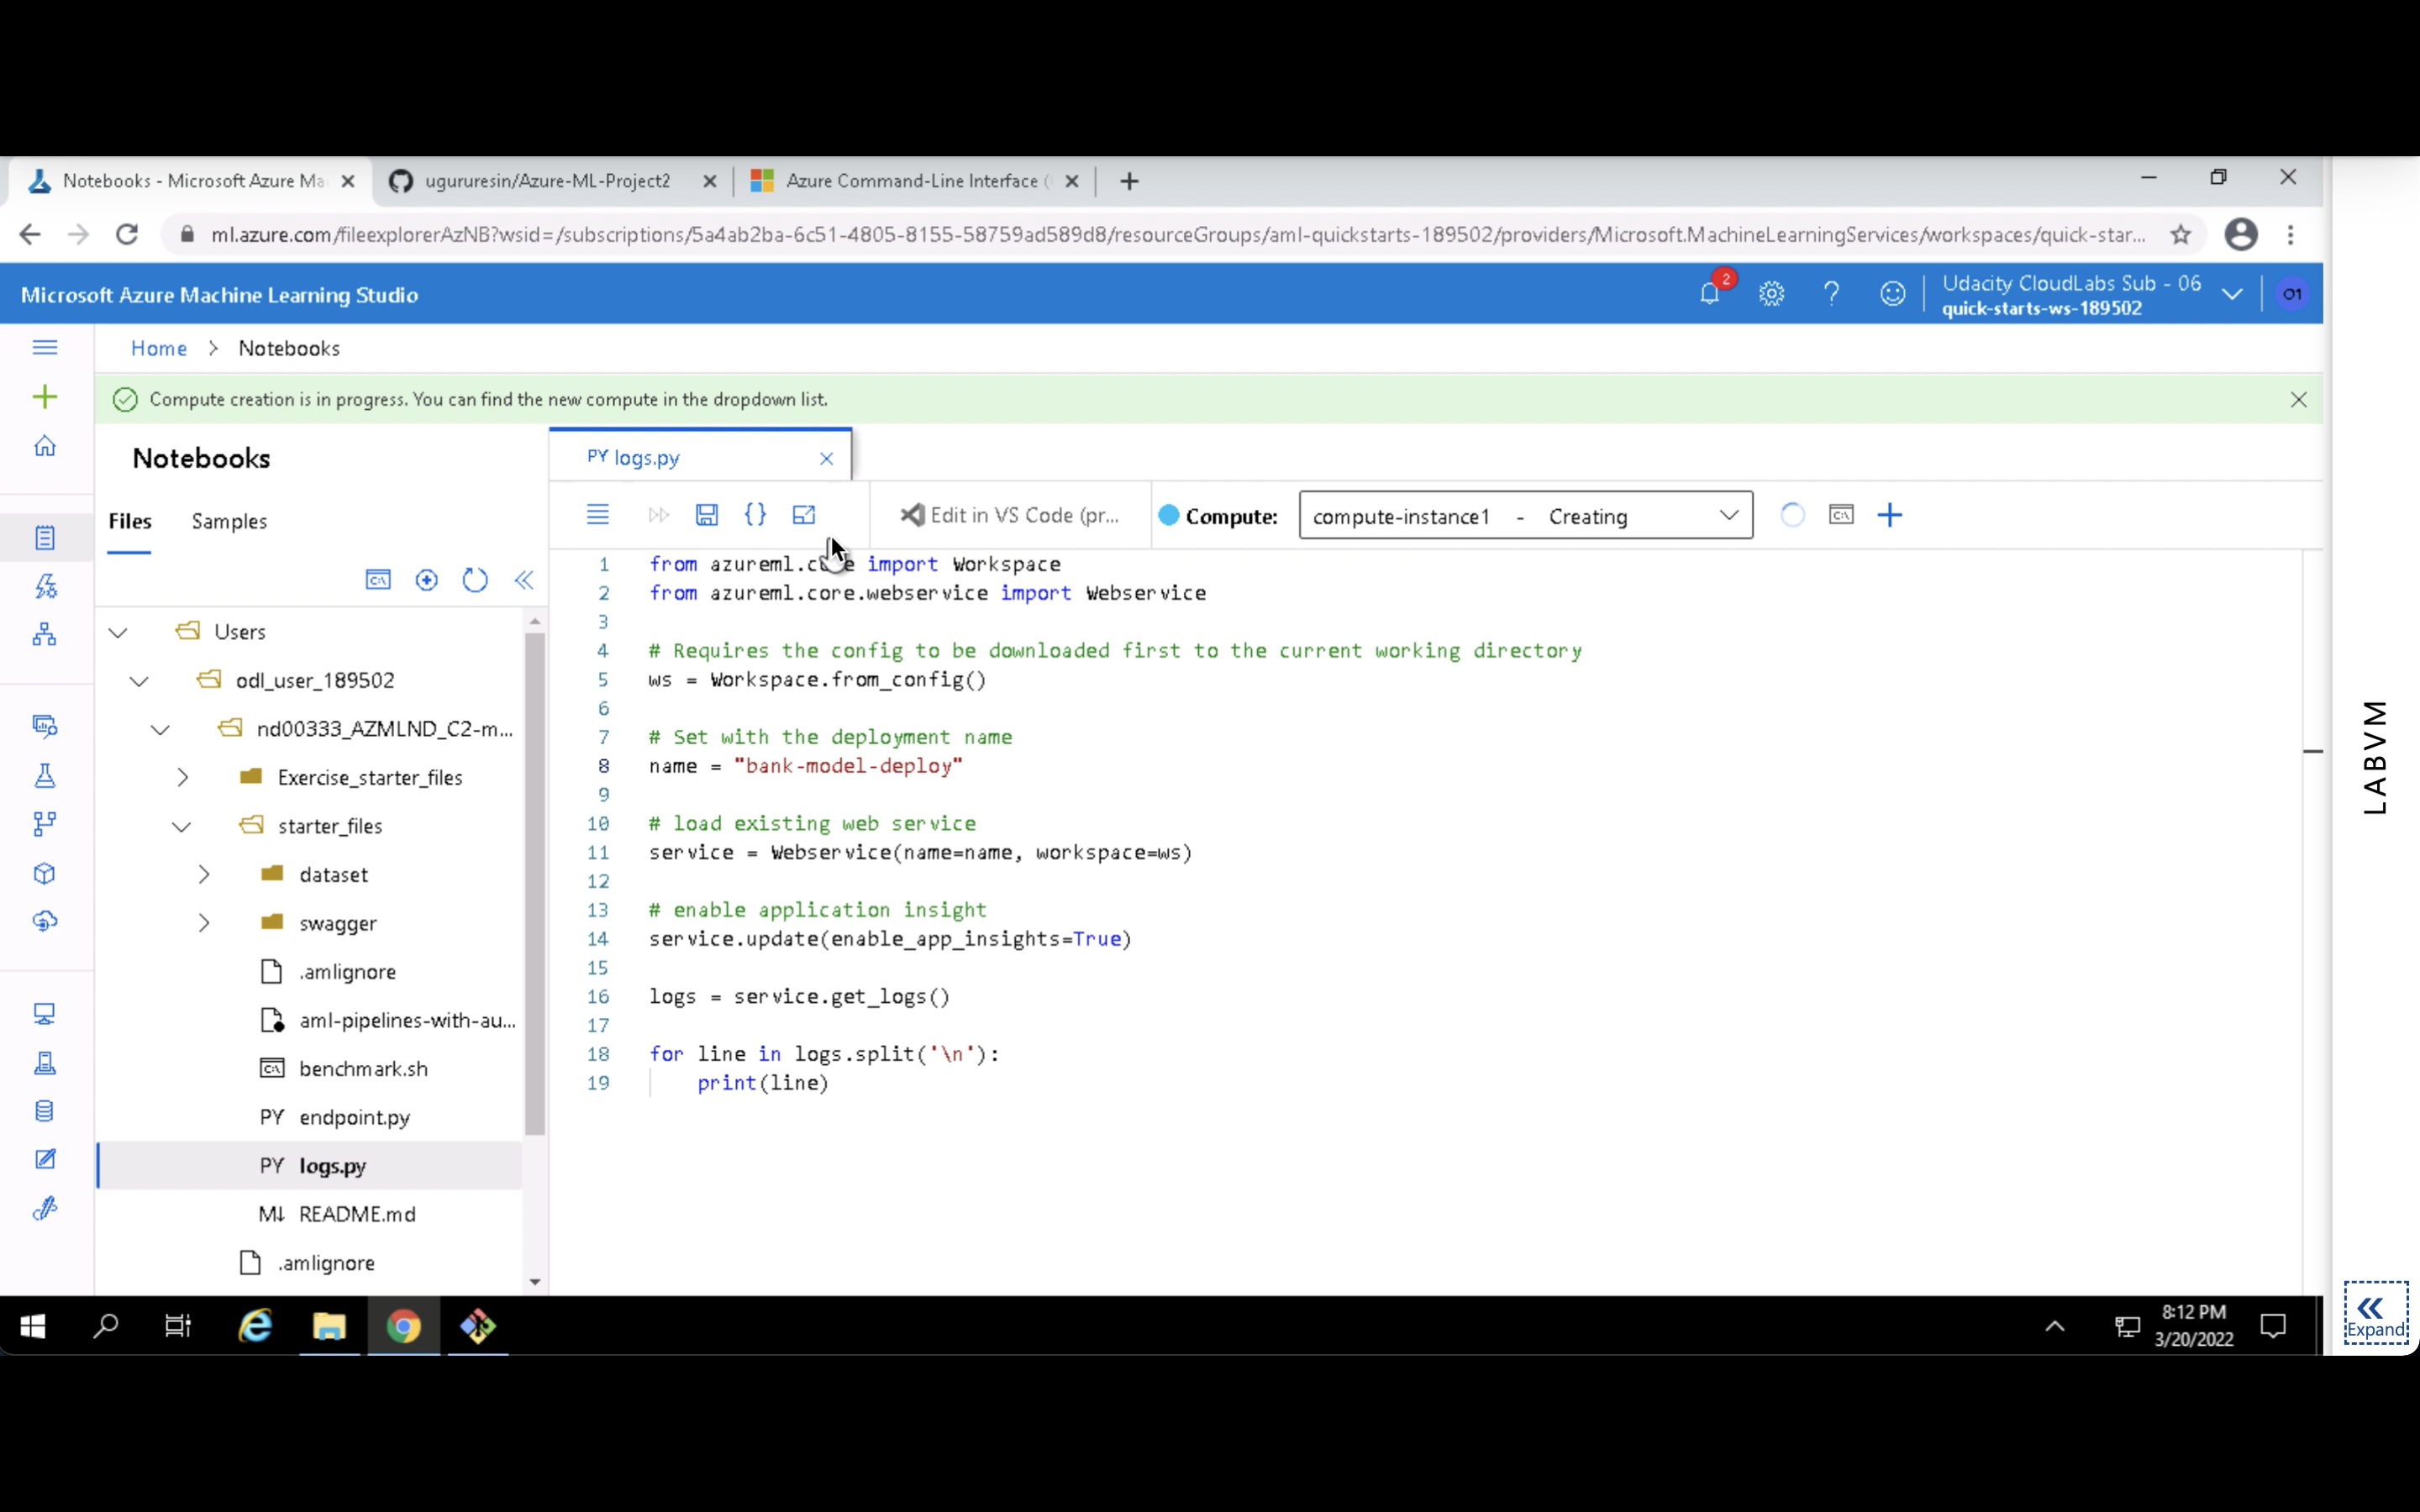 Notebooks - Microsoft Azure Ma
ugururesin/Azure-ML-Project2
Azure Command-Line Interface (
ml.azure.com/fileexplorerAzNB?wsid=/subscriptions/5a4ab2ba-6c51-4805-8155-58759ad589d8/resourceGroups/aml-quickstarts-189502/providers/Microsoft.MachineLearningServices/workspaces/quick-star...
Microsoft Azure Machine Learning Studio
2
Udacity CloudLabs Sub - 06
quick-starts-ws-189502
O1
Home > Notebooks
Compute creation is in progress. You can find the new compute in the dropdown list.
Notebooks
Files
Samples
Users
odl_user_189502
nd00333_AZMLND_C2-m...
Exercise_starter_files
starter_files
dataset
swagger
.amlignore
aml-pipelines-with-au...
benchmark.sh
PY endpoint.py
PY logs.py
M↓ README.md
.amlignore
PY logs.py
{}
Edit in VS Code (pr...
Compute:
compute-instance1 - Creating
1 from azureml.core import Workspace
2 from azureml.core.webservice import Webservice
3
4 # Requires the config to be downloaded first to the current working directory
5 ws = Workspace.from_config()
6
7 # Set with the deployment name
8 name = "bank-model-deploy"
9
10 # load existing web service
11 service = Webservice(name=name, workspace=ws)
12
13 # enable application insight
14 service.update(enable_app_insights=True)
15
16 logs = service.get_logs()
17
18 for line in logs.split('\n'):
19 print(line)
LABVM
Expand
8:12 PM
3/20/2022